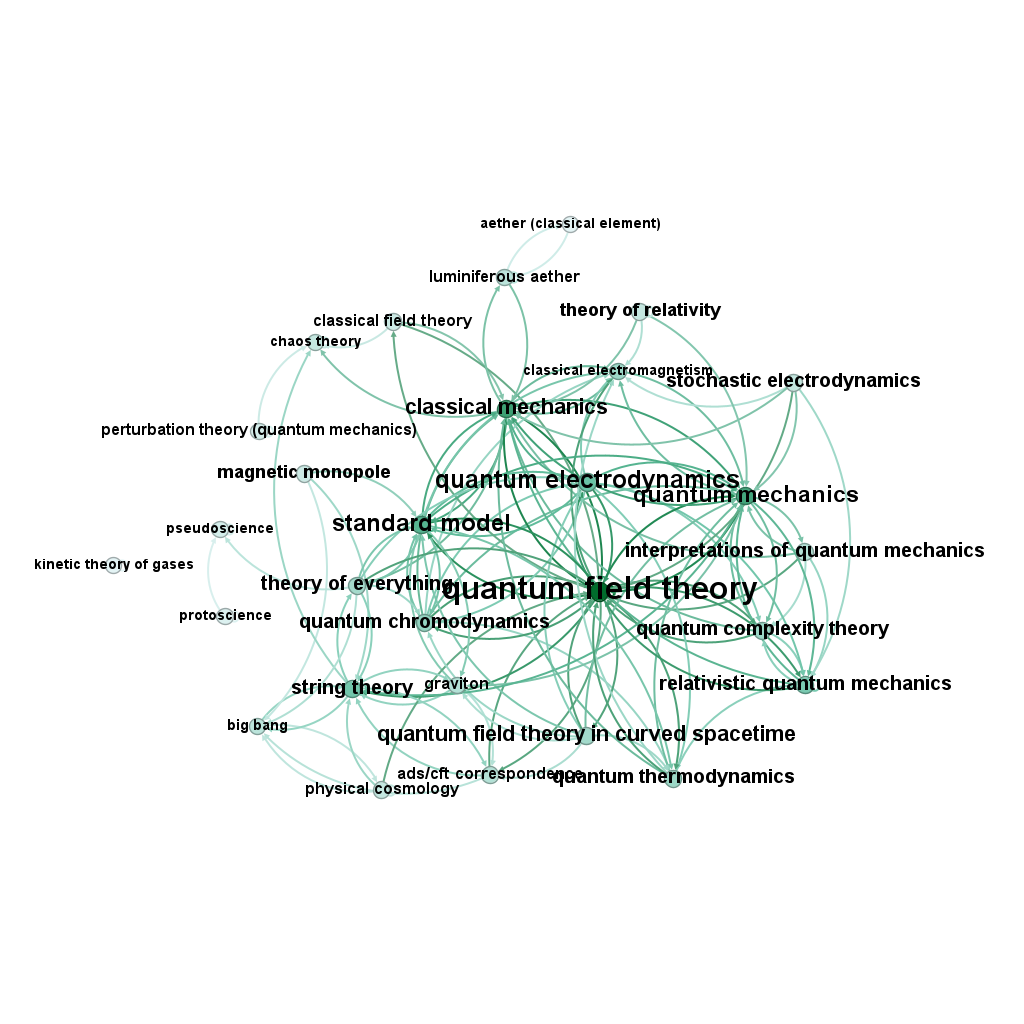 aether (classical element)
luminiferous aether
theory of relativity
classical field theory
chaos theory
classical electromagnetism
stochastic electrodynamics
classical mechanics
perturbation theory (quantum mechanics)
magnetic monopole
quantum electrodynamics
quantum mechanics
standard model
pseudoscience
interpretations of quantum mechanics
kinetic theory of gases
theory of everything
quantum field theory
protoscience
quantum chromodynamics
quantum complexity theory
string theory
graviton
relativistic quantum mechanics
big bang
quantum field theory in curved spacetime
ads/cft correspondence
quantum thermodynamics
physical cosmology